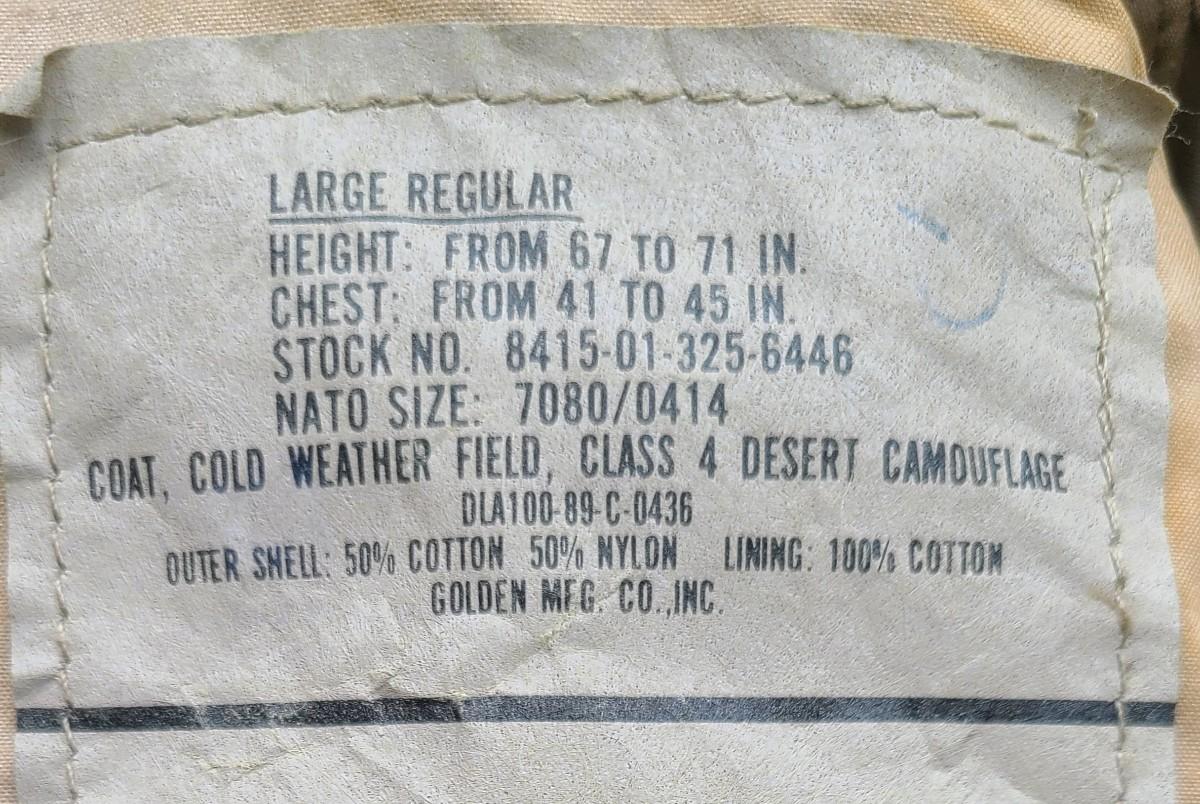 LARGE REGULAR
HEIGHT: FROM 67 TO 71 IN.
CHEST: FROM 41 TO 45 IN.
STOCK NO. 8415-01-325-6446
NATO SIZE: 7080/0414
COAT, COLD WEATHER FIELD, CLASS 4 DESERT CAMOUFLAGE
DLA100-89-C-0436
OUTER SHELL: 50% COTTON 50% NYLON LINING: 100% COTTON
GOLDEN MFG. CO.,INC.